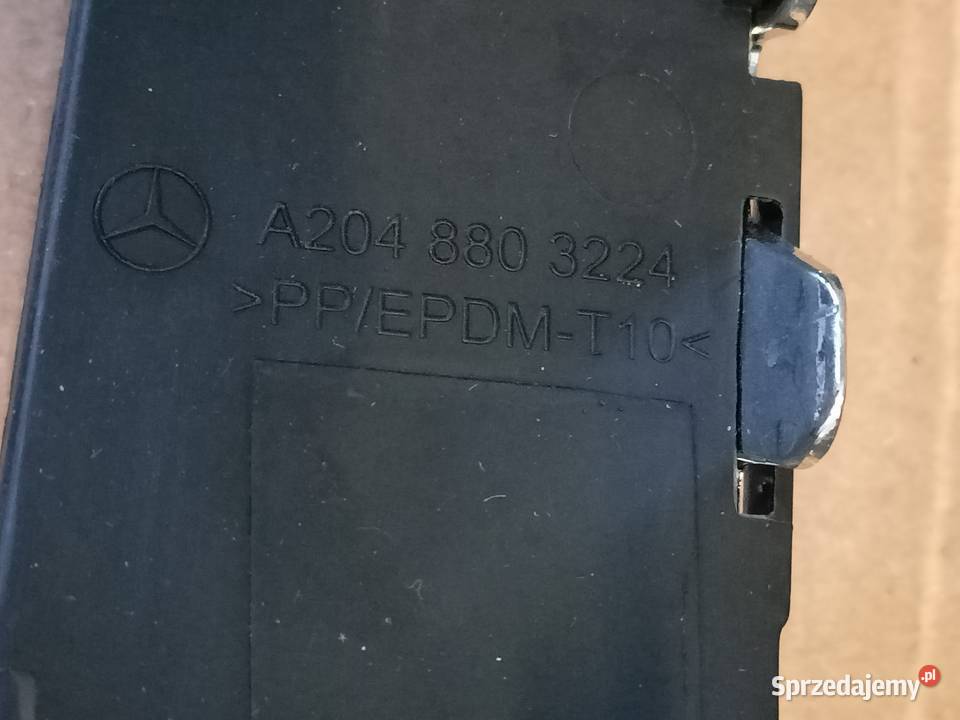 A204 880 3224
>PP/EPDM-T10<
Sprzedajemy.pl